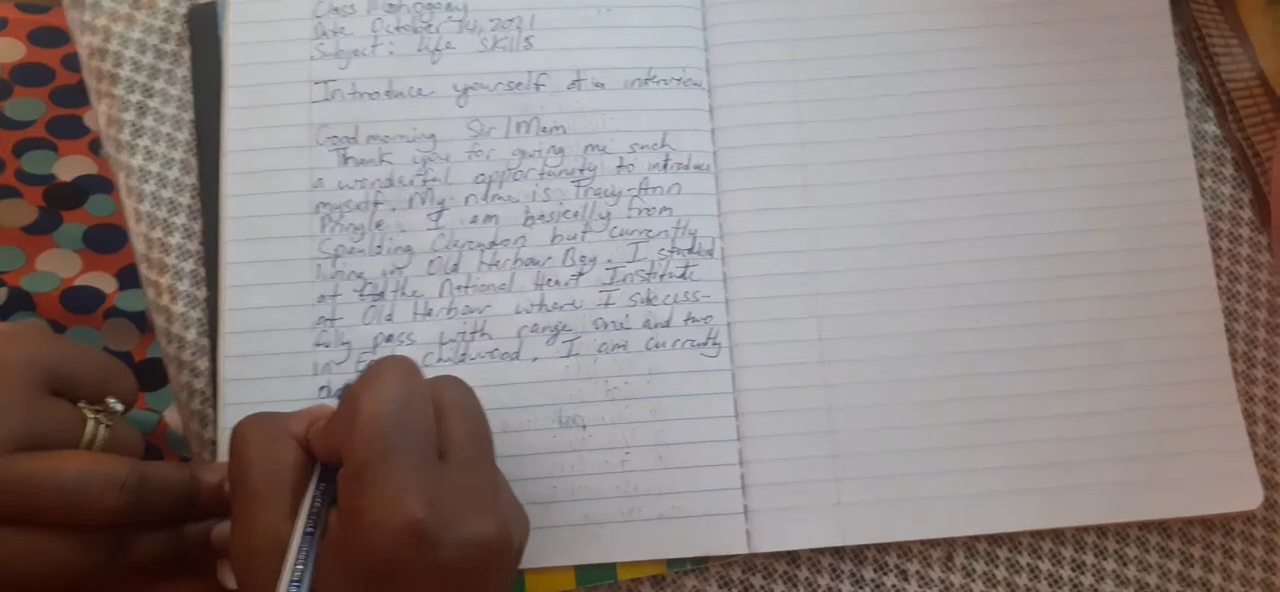 Class Mahogany
Date October 14, 2021
Subject: life skills
Introduce yourself at a interview
Good morning Sir/Mam
Thank you for giving me such
a wonderful opportunity to introduce
myself. My name is Tracy-Ann
Pringle. I am basically from
Spaulding Clarendon but currently
living in Old Harbour Bay. I studied
at the National Heart Institute
at Old Harbour where I success-
fully pass with range one and two
in childwood. I am currently